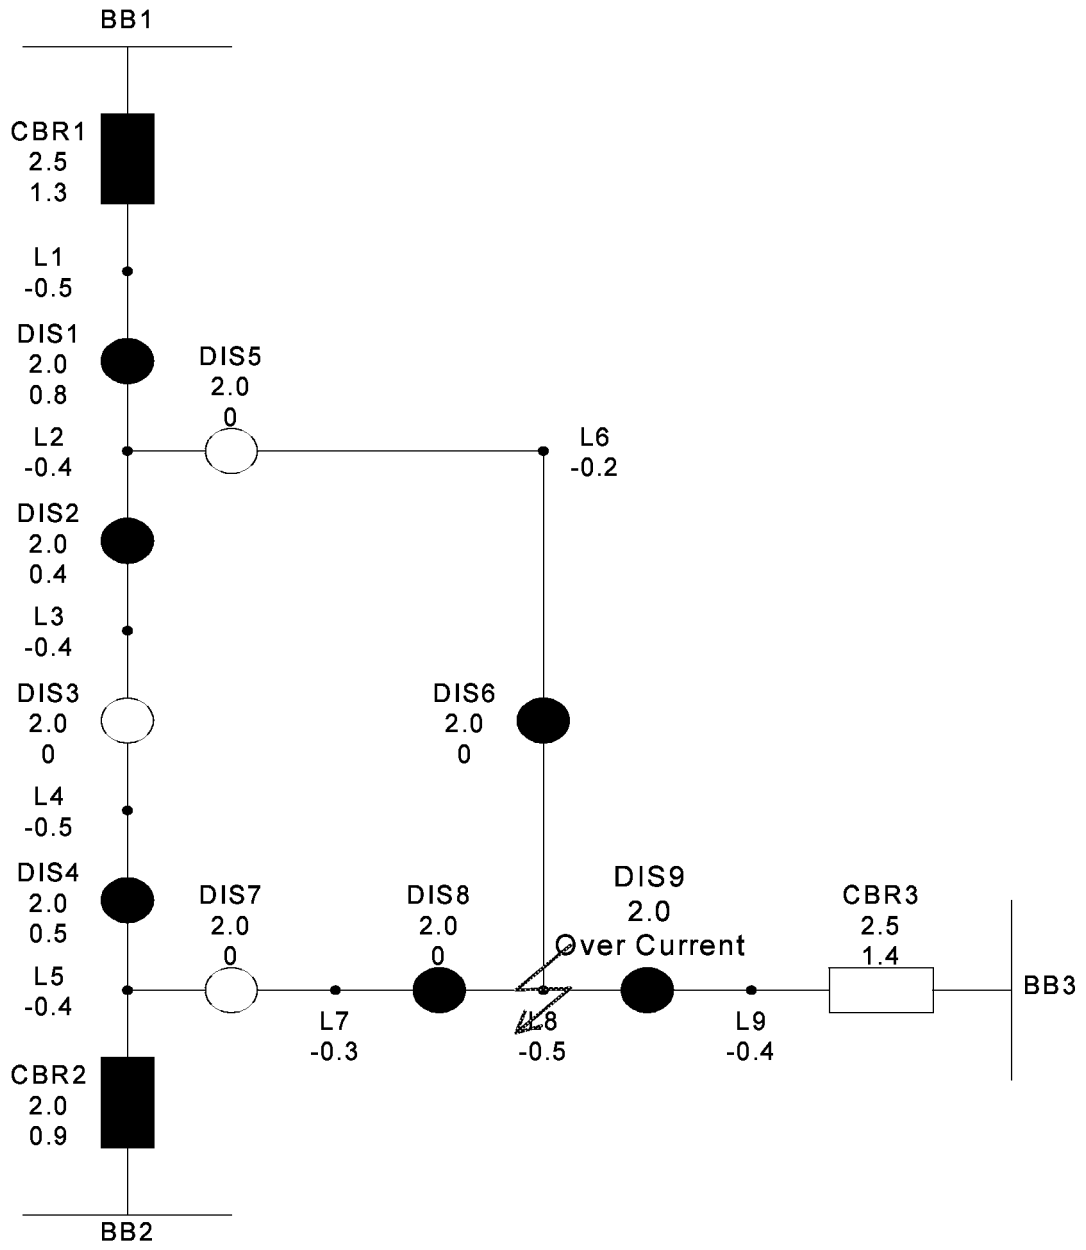 BB1
CBR1
2.5
1.3
L1
-0.5
DIS1
2.0
0.8
DIS5
2.0
0
L2
-0.4
L6
-0.2
DIS2
2.0
0.4
L3
-0.4
DIS3
2.0
0
DIS6
2.0
0
L4
-0.5
DIS4
2.0
0.5
DIS7
2.0
0
DIS8
2.0
0
DIS9
2.0
Over Current
CBR3
2.5
1.4
L5
-0.4
BB3
L7
-0.3
L8
-0.5
L9
-0.4
CBR2
2.0
0.9
BB2